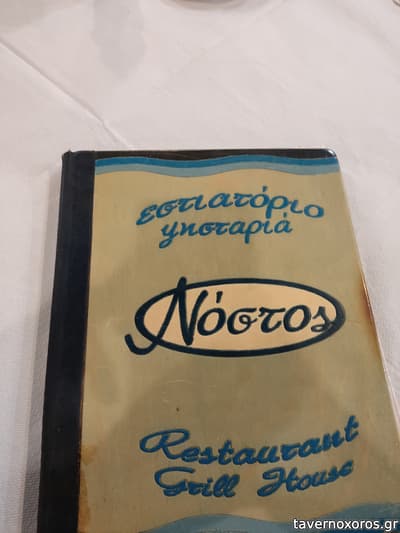 εστιατόριο
ψησταριά
Νόστος
Restaurant
Grill House
tavernoxoros.gr